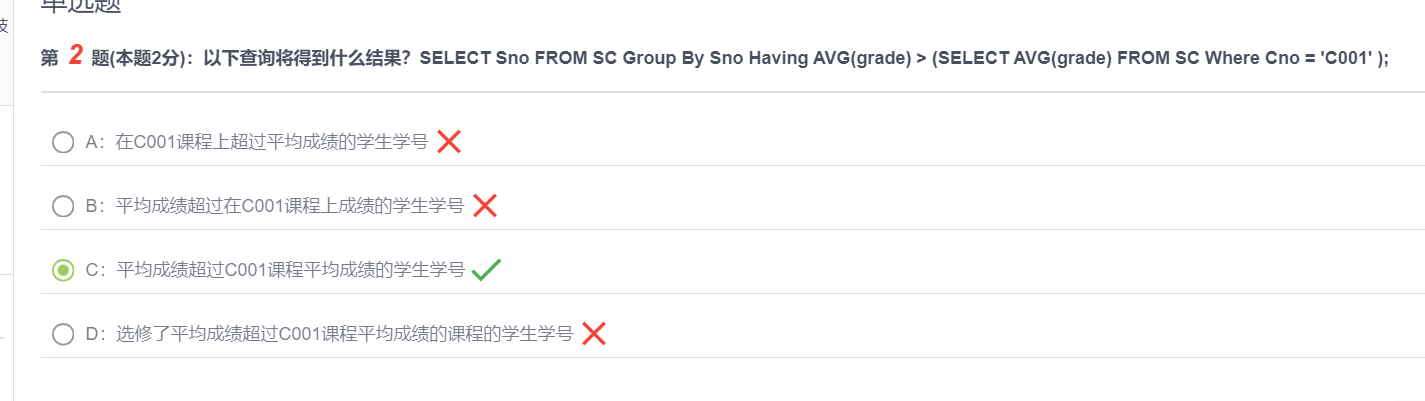 单选题
技
第 2 题(本题2分)：以下查询将得到什么结果？SELECT Sno FROM SC Group By Sno Having AVG(grade) > (SELECT AVG(grade) FROM SC Where Cno = 'C001' );
A：在C001课程上超过平均成绩的学生学号
B：平均成绩超过在C001课程上成绩的学生学号
C：平均成绩超过C001课程平均成绩的学生学号
D：选修了平均成绩超过C001课程平均成绩的课程的学生学号